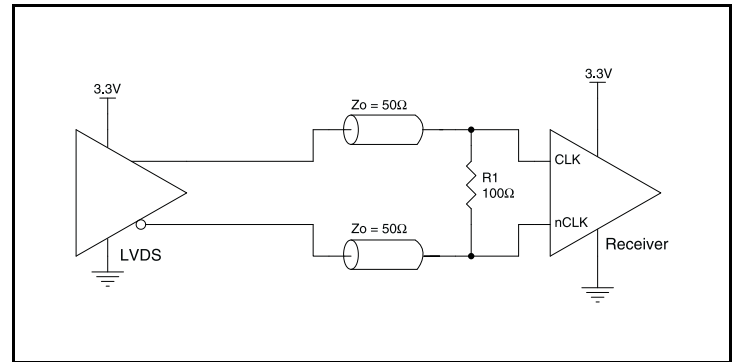 3.3V
3.3V
Zo = 50Ω
CLK
R1
100Ω
Zo = 50Ω
nCLK
Receiver
LVDS